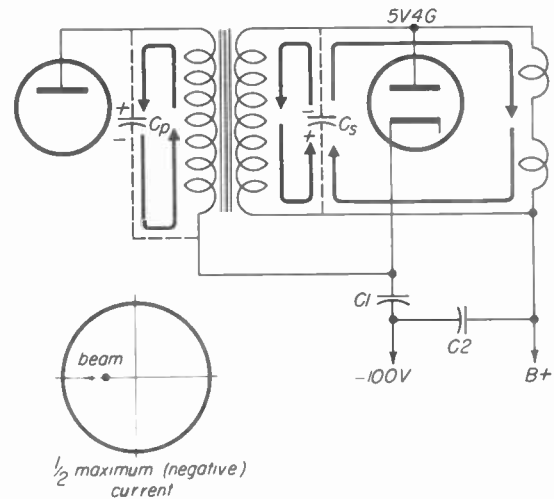 5V4G
+
Cp
-
-
Cs
+
C1
C2
-100V
B+
beam
½ maximum (negative)
current